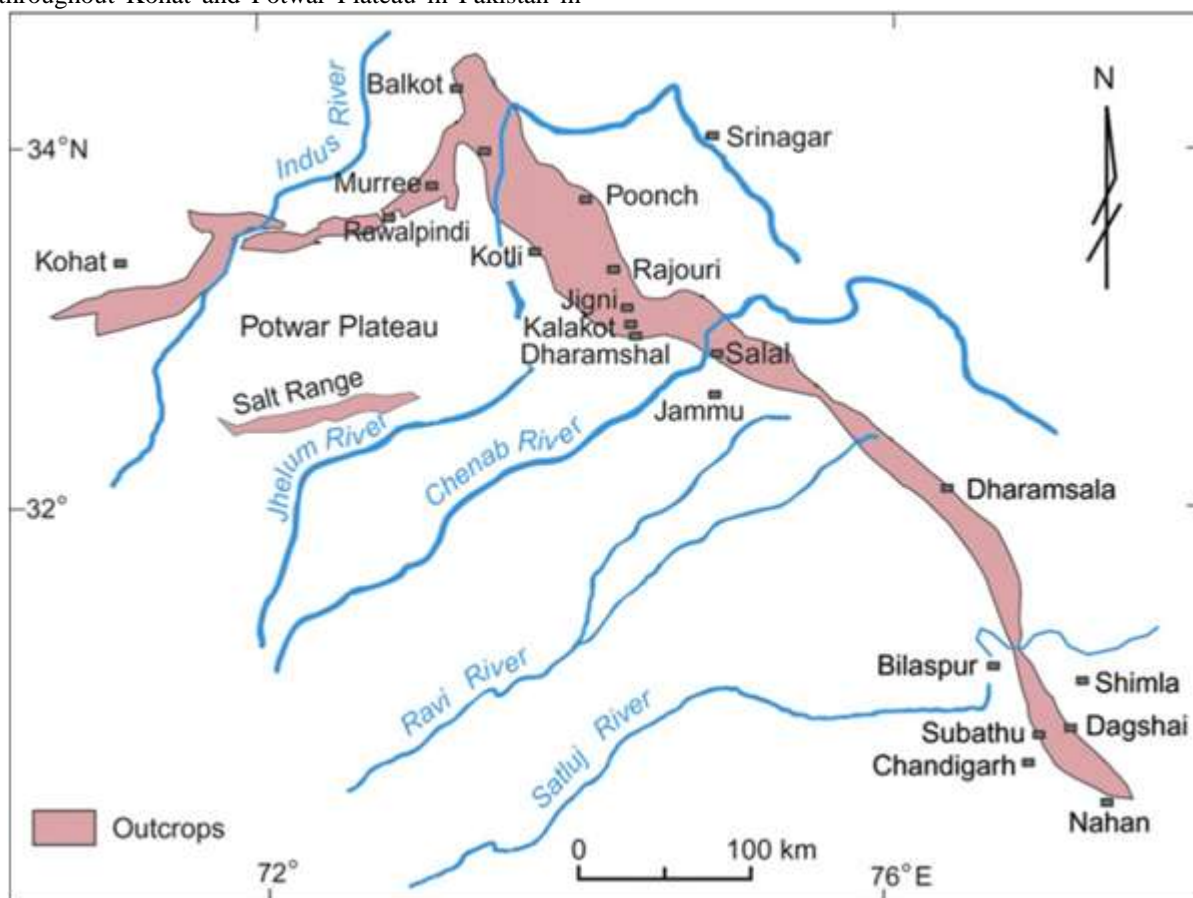 throughout Kohat and Potwar Plateau in Pakistan in
N
Balkot
Indus River
Srinagar
34°N
Murree
Poonch
Rawalpindi
Kohat
Kotli
Rajouri
Jigni
Potwar Plateau
Kalakot
Dharamshal
Salal
Salt Range
Jammu
Jhelum River
Chenab River
Dharamsala
32°
Bilaspur
Shimla
Ravi River
Satluj River
Subathu
Dagshai
Chandigarh
Outcrops
Nahan
0 100 km
72°
76°E